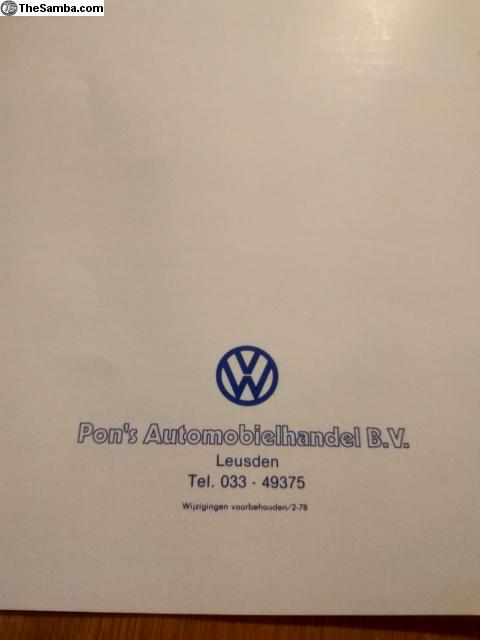 TheSamba.com
Pon's Automobielhandel B.V.
Leusden
Tel. 033 - 49375
Wijzigingen voorbehouden/2-78